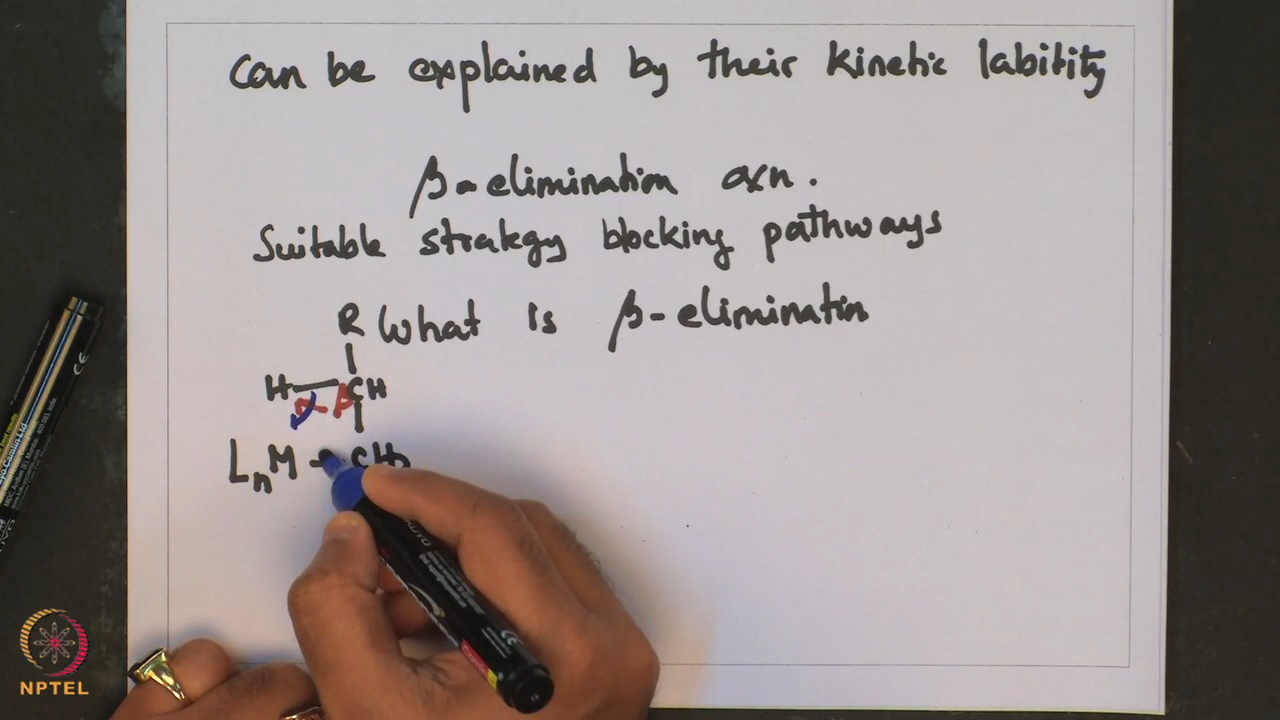 can be explained by their kinetic lability
β-elimination rxn.
Suitable strategy blocking pathways
R What is β-elimination
H CH
α β
LnM CH2
NPTEL